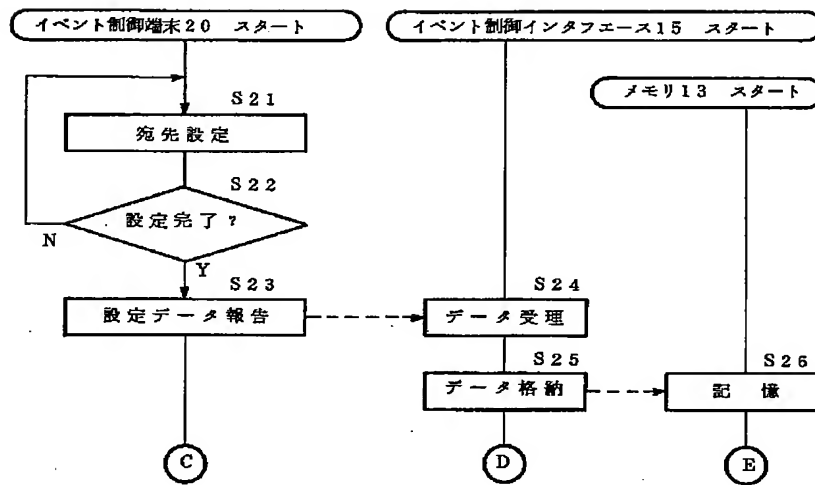 イベント制御端末20 スタート
イベント制御インタフェース15 スタート
メモリ13 スタート
S21
宛先設定
S22
設定完了?
N
Y
S23
設定データ報告
S24
データ受理
S25
データ格納
S26
記憶
C
D
E